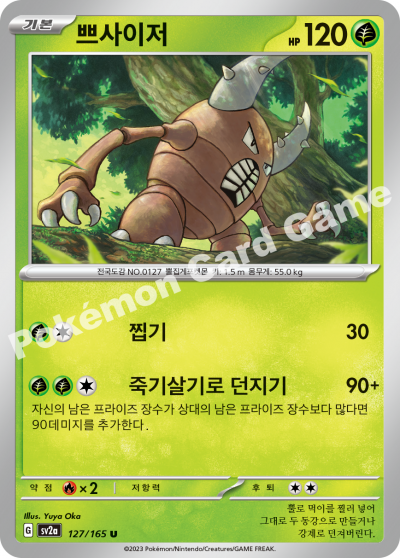 기본 쁘사이저 HP 120
전국도감 NO.0127 뿔집게포켓몬 키: 1.5 m 몸무게: 55.0 kg
찝기 30
죽기살기로 던지기 90+
자신의 남은 프라이즈 장수가 상대의 남은 프라이즈 장수보다 많다면
90데미지를 추가한다.
약점 ×2 저항력 후퇴
Illus. Yuya Oka
G sv2a 127/165 U
뿔로 먹이를 찔러 넣어
그대로 두 동강으로 만들거나
강제로 던져버린다.
©2023 Pokémon/Nintendo/Creatures/GAME FREAK.
Pokémon Card Game